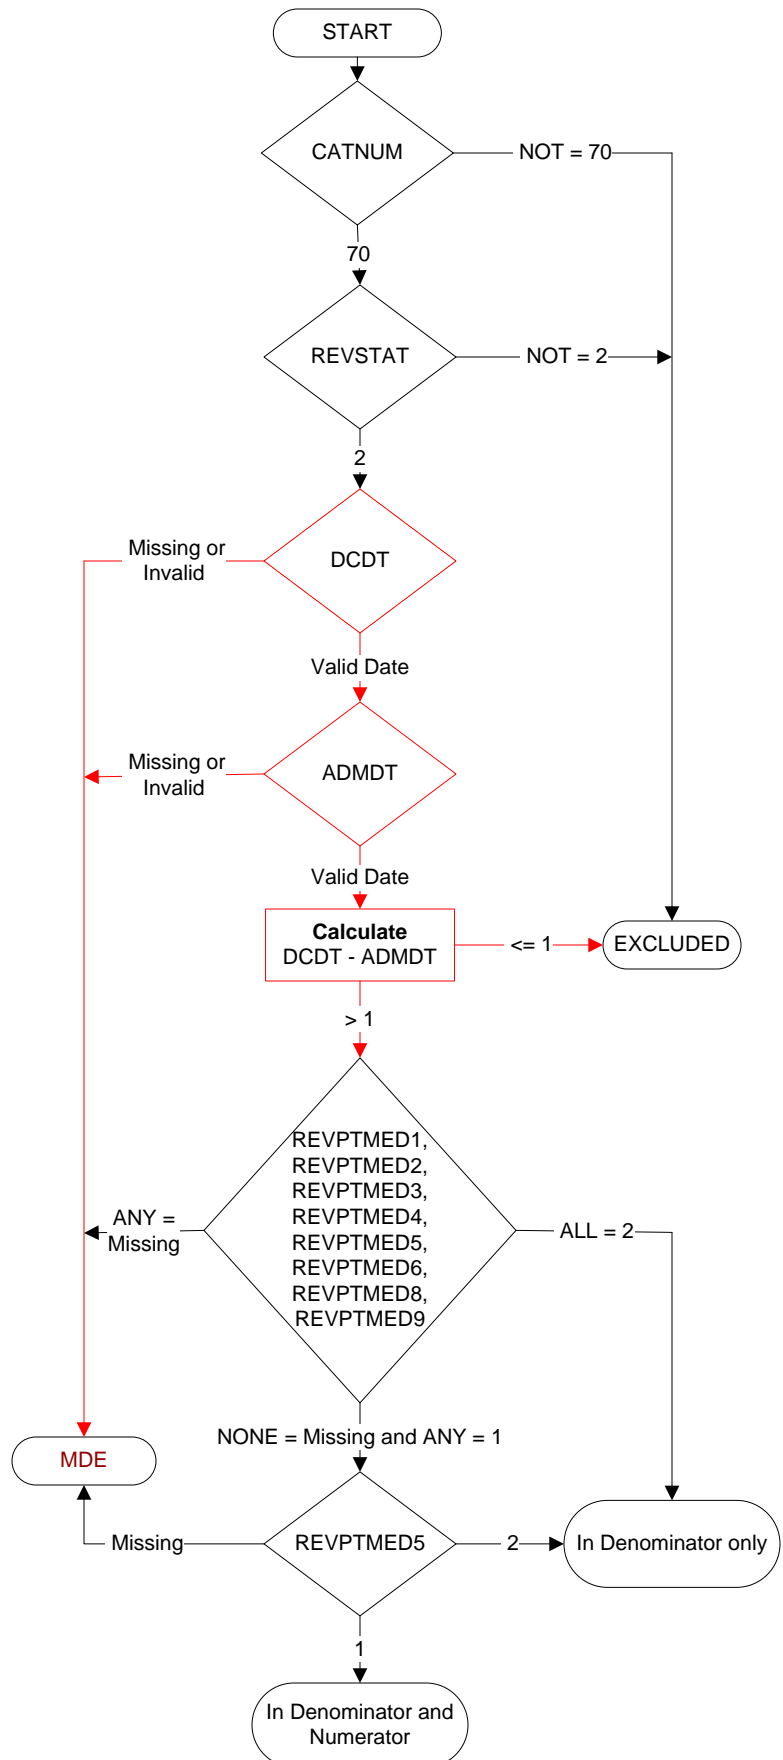 START
CATNUM
NOT = 70
70
REVSTAT
NOT = 2
2
Missing or
Invalid
DCDT
Valid Date
Missing or
Invalid
ADMDT
Valid Date
Calculate
DCDT - ADMDT
<= 1
EXCLUDED
> 1
REVPTMED1,
REVPTMED2,
REVPTMED3,
REVPTMED4,
REVPTMED5,
REVPTMED6,
REVPTMED8,
REVPTMED9
ANY =
Missing
ALL = 2
NONE = Missing and ANY = 1
MDE
Missing
REVPTMED5
2
In Denominator only
1
In Denominator and
Numerator